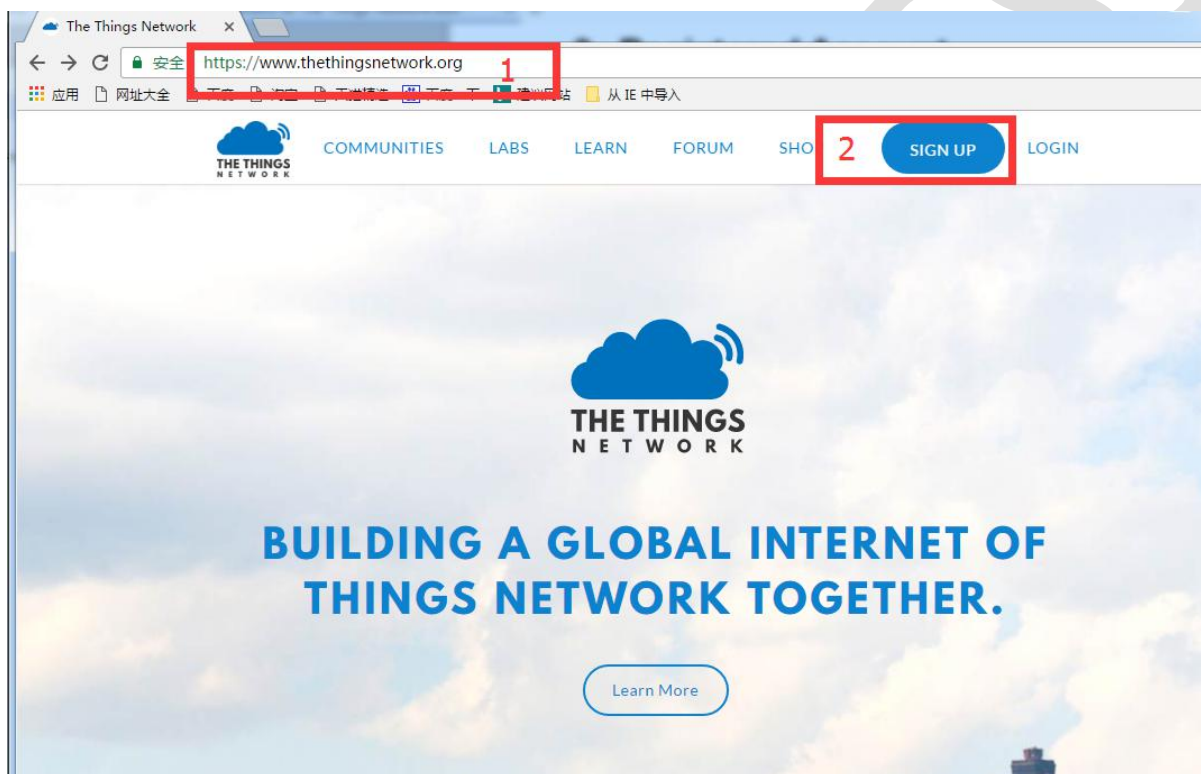 The Things Network
安全 https://www.thethingsnetwork.org 1
应用 网址大全 从 IE 中导入
THE THINGS
NETWORK
COMMUNITIES LABS LEARN FORUM 2 SIGN UP LOGIN
THE THINGS
NETWORK
BUILDING A GLOBAL INTERNET OF
THINGS NETWORK TOGETHER.
Learn More